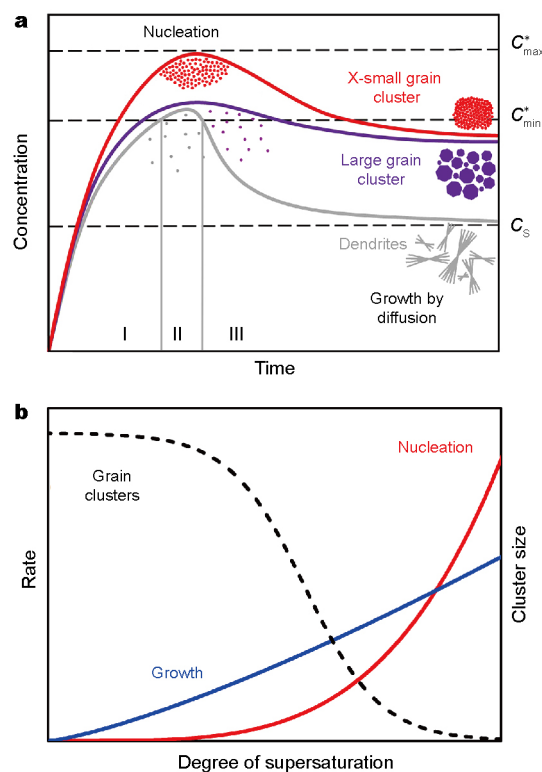 a
Nucleation
C*max
X-small grain
cluster
C*min
Large grain
cluster
Concentration
CS
Dendrites
Growth by
diffusion
I
II
III
Time
b
Nucleation
Grain
clusters
Rate
Cluster size
Growth
Degree of supersaturation